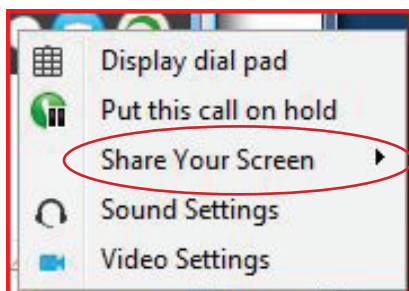 Display dial pad
Put this call on hold
Share Your Screen
Sound Settings
Video Settings